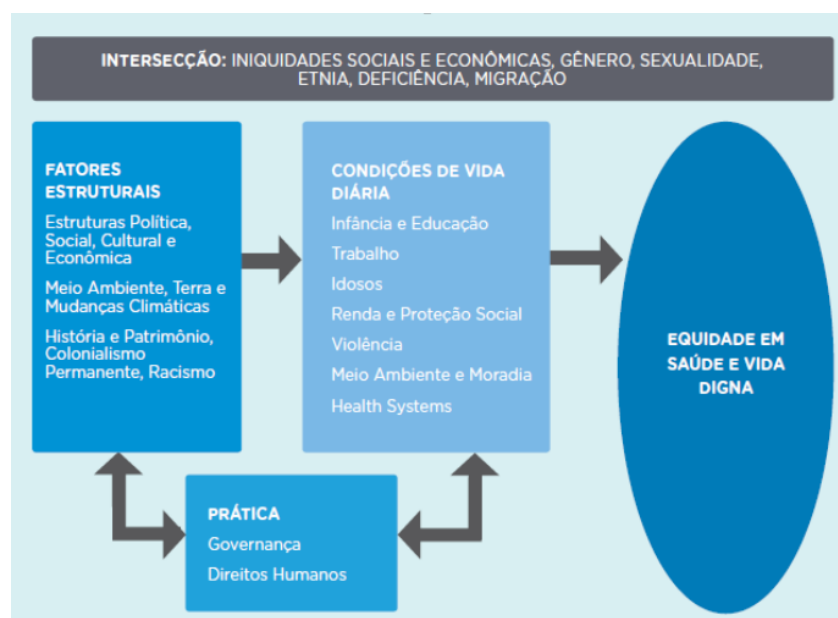 INTERSECÇÃO: INIQUIDADES SOCIAIS E ECONÔMICAS, GÊNERO, SEXUALIDADE,
ETNIA, DEFICIÊNCIA, MIGRAÇÃO
FATORES
ESTRUTURAIS
Estruturas Política,
Social, Cultural e
Econômica
Meio Ambiente, Terra e
Mudanças Climáticas
História e Patrimônio,
Colonialismo
Permanente, Racismo
CONDIÇÕES DE VIDA
DIÁRIA
Infância e Educação
Trabalho
Idosos
Renda e Proteção Social
Violência
Meio Ambiente e Moradia
Health Systems
EQUIDADE EM
SAÚDE E VIDA
DIGNA
PRÁTICA
Governança
Direitos Humanos